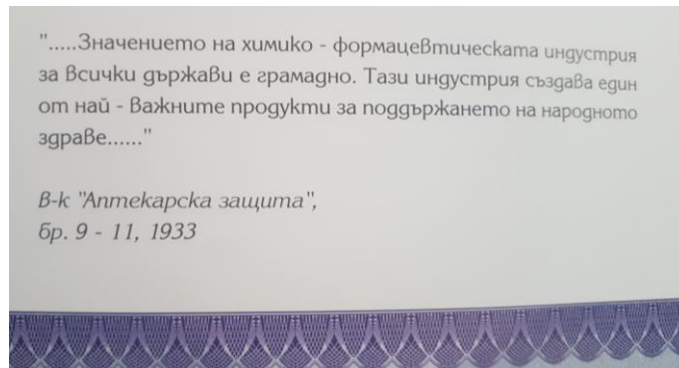 ".....Значението на химико - формацевтическата индустрия
за всички държави е грамадно. Тази индустрия създава един
от най - важните продукти за поддържането на народното
здраве......"
В-к "Аптекарска защита",
бр. 9 - 11, 1933